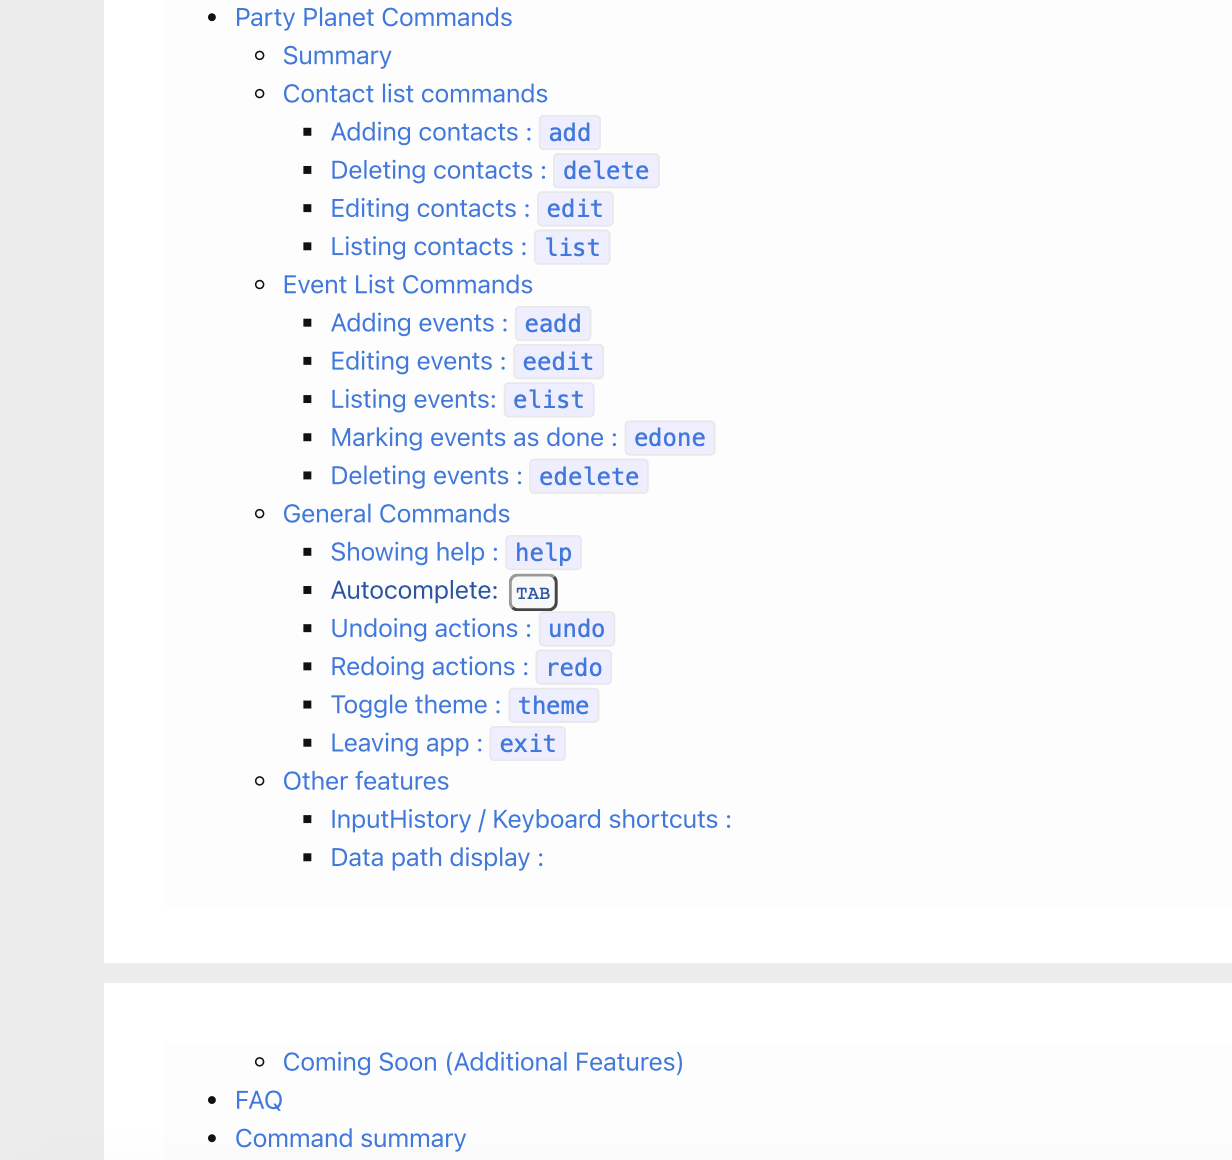 Party Planet Commands
Summary
Contact list commands
Adding contacts : add
Deleting contacts : delete
Editing contacts : edit
Listing contacts : list
Event List Commands
Adding events : eadd
Editing events : eedit
Listing events: elist
Marking events as done : edone
Deleting events : edelete
General Commands
Showing help : help
Autocomplete: TAB
Undoing actions : undo
Redoing actions : redo
Toggle theme : theme
Leaving app : exit
Other features
InputHistory / Keyboard shortcuts :
Data path display :
Coming Soon (Additional Features)
FAQ
Command summary